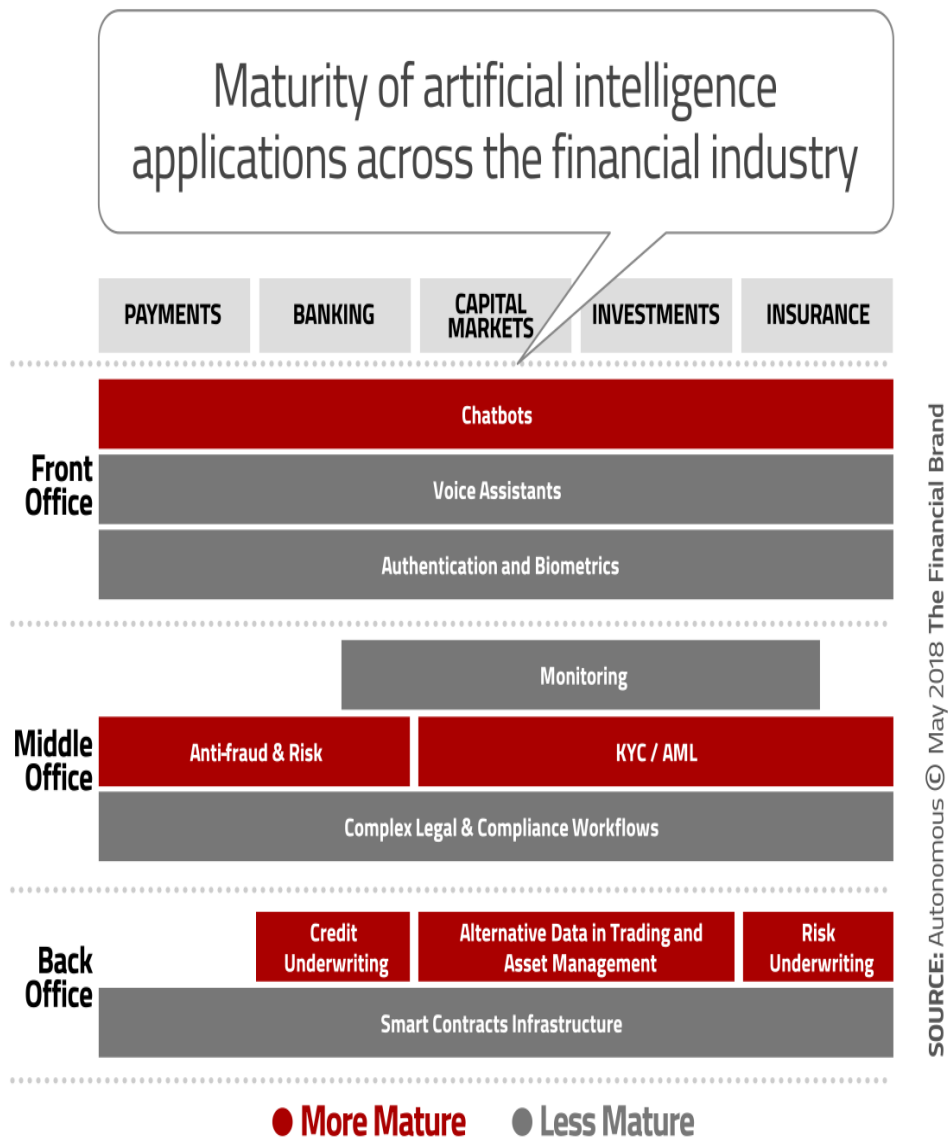 Maturity of artificial intelligence
applications across the financial industry
PAYMENTS
BANKING
CAPITAL
MARKETS
INVESTMENTS
INSURANCE
Front
Office
Chatbots
Voice Assistants
Authentication and Biometrics
Middle
Office
Monitoring
Anti-fraud & Risk
KYC / AML
Complex Legal & Compliance Workflows
Back
Office
Credit
Underwriting
Alternative Data in Trading and
Asset Management
Risk
Underwriting
Smart Contracts Infrastructure
More Mature
Less Mature
SOURCE: Autonomous © May 2018 The Financial Brand